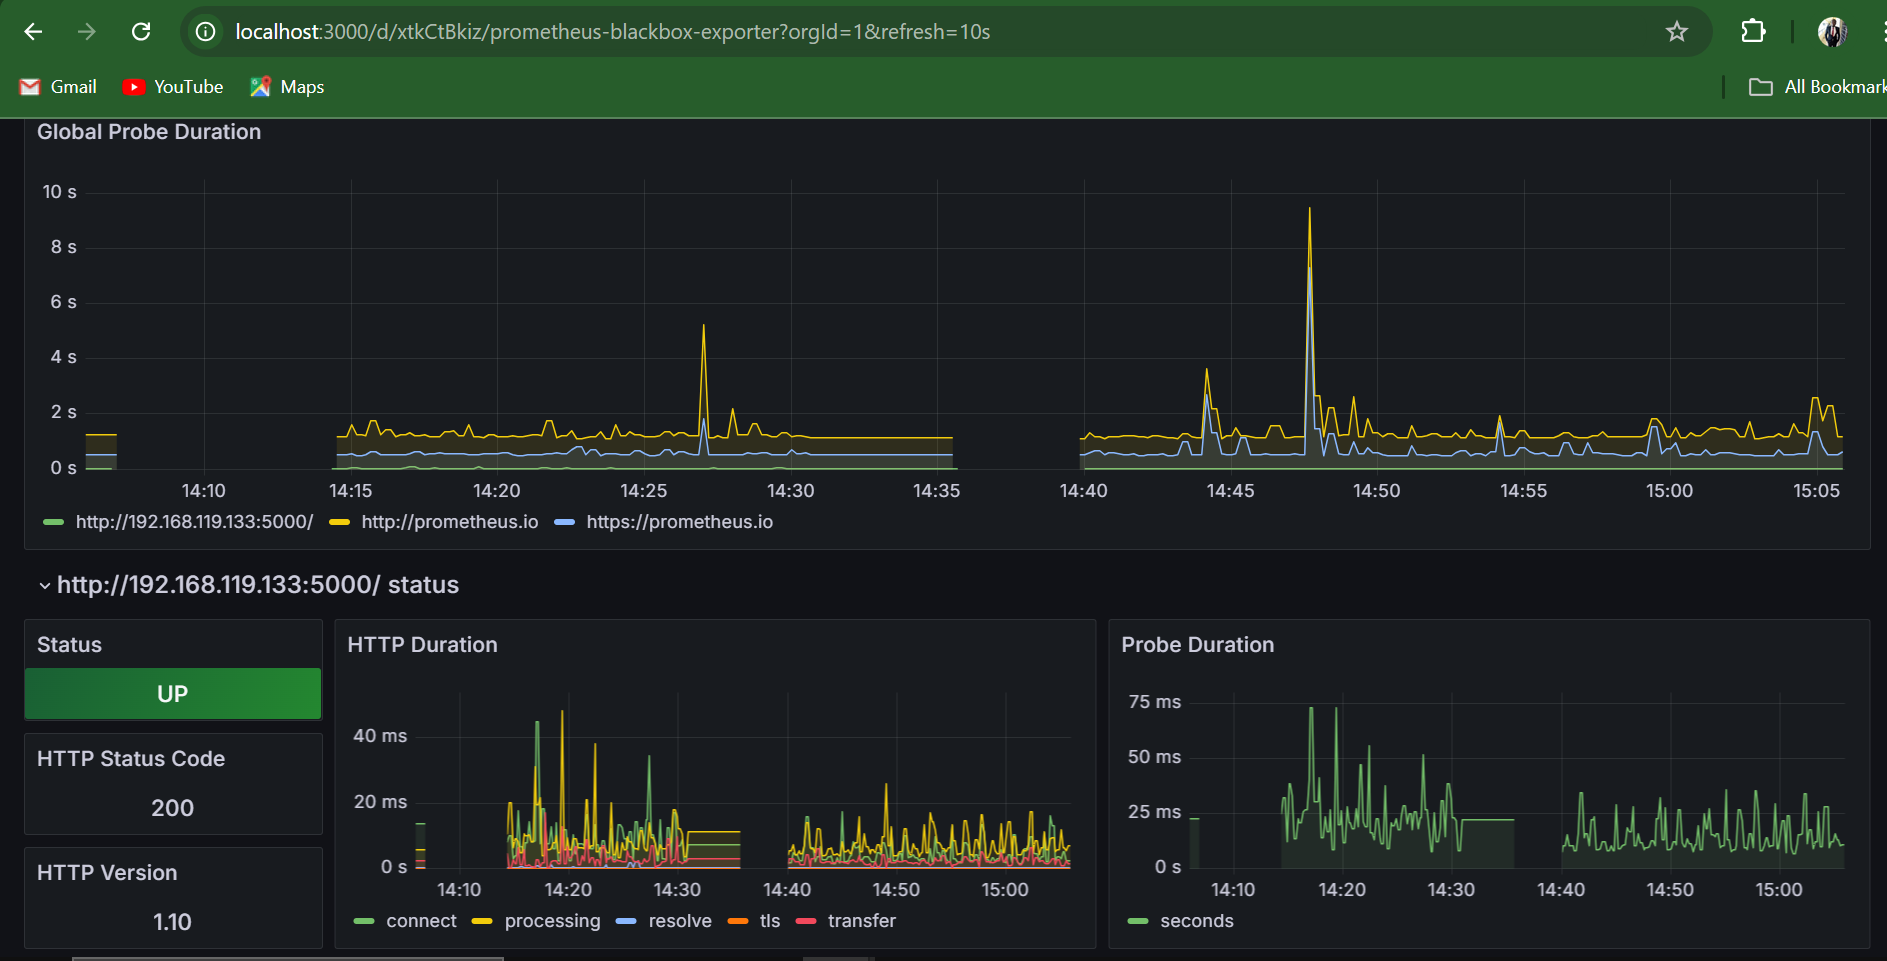 localhost:3000/d/xtkCtBkiz/prometheus-blackbox-exporter?orgId=1&refresh=10s
Gmail YouTube Maps All Bookmark
Global Probe Duration
10 s
8 s
6 s
4 s
2 s
0 s
14:10 14:15 14:20 14:25 14:30 14:35 14:40 14:45 14:50 14:55 15:00 15:05
http://192.168.119.133:5000/ http://prometheus.io https://prometheus.io
http://192.168.119.133:5000/ status
Status
UP
HTTP Status Code
200
HTTP Version
1.10
HTTP Duration
40 ms
20 ms
0 s
14:10 14:20 14:30 14:40 14:50 15:00
connect processing resolve tls transfer
Probe Duration
75 ms
50 ms
25 ms
0 s
14:10 14:20 14:30 14:40 14:50 15:00
seconds